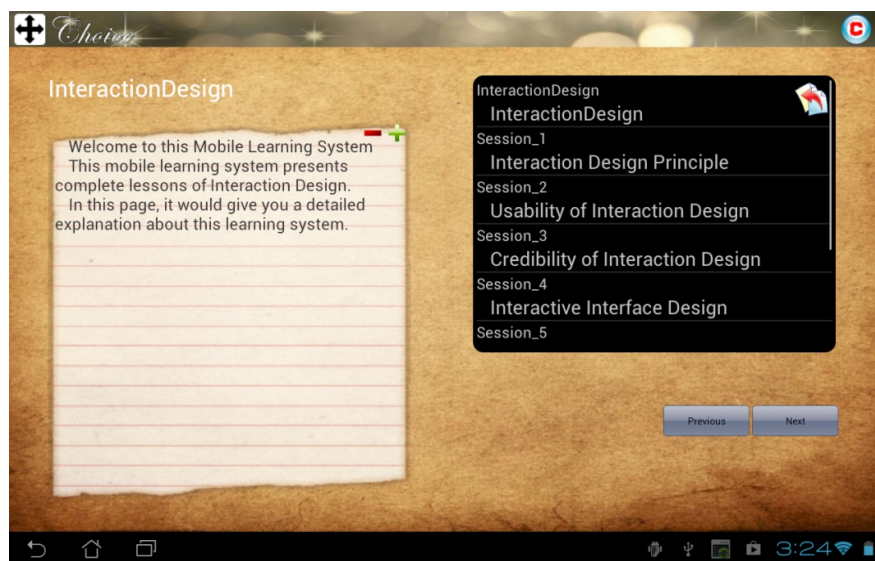 Choice
C
InteractionDesign
Welcome to this Mobile Learning System
This mobile learning system presents
complete lessons of Interaction Design.
In this page, it would give you a detailed
explanation about this learning system.
InteractionDesign
InteractionDesign
Session_1
Interaction Design Principle
Session_2
Usability of Interaction Design
Session_3
Credibility of Interaction Design
Session_4
Interactive Interface Design
Session_5
Previous
Next
3:24